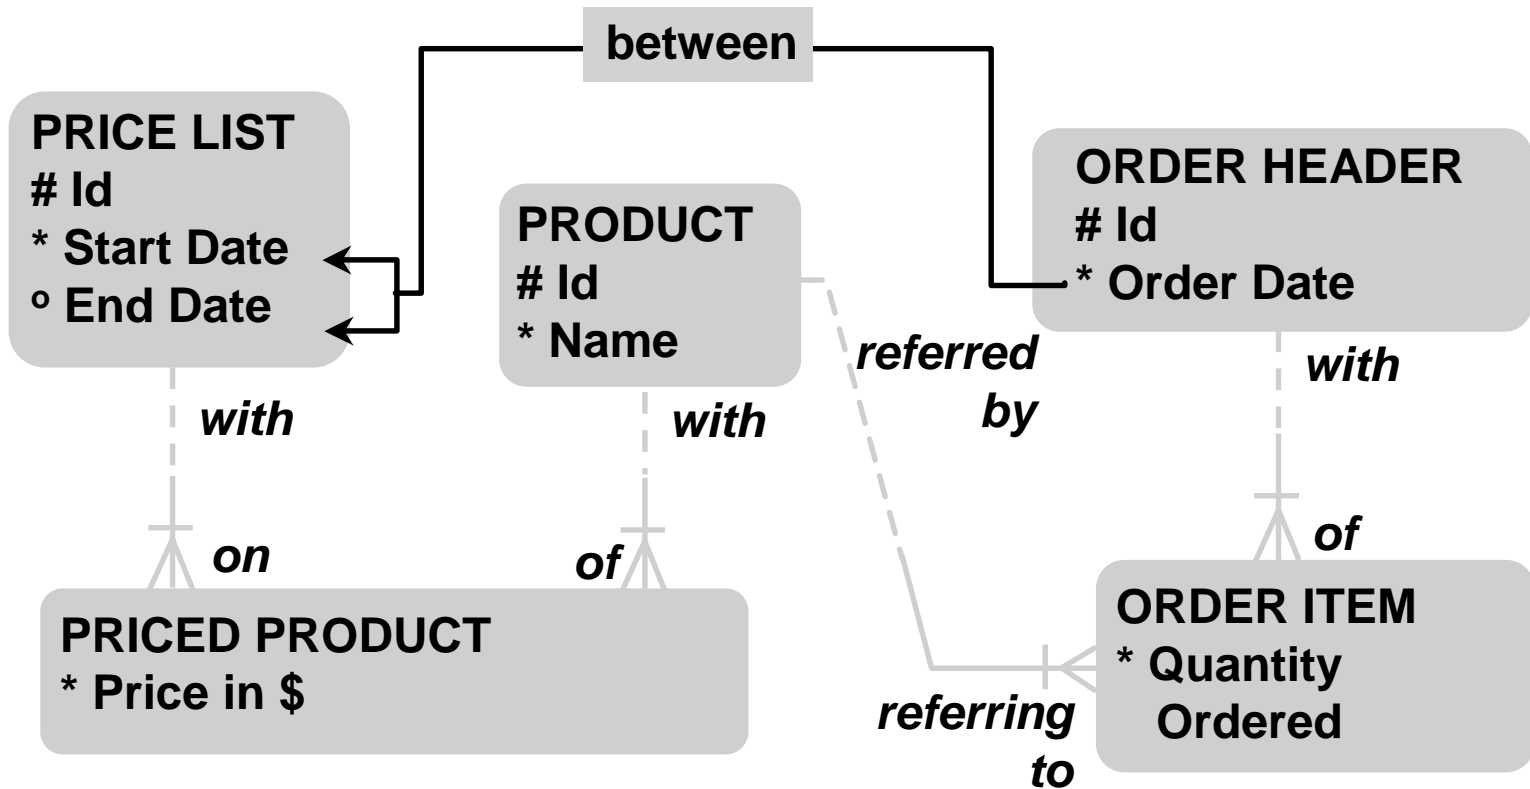 between
PRICE LIST
# Id
* Start Date
o End Date
PRODUCT
# Id
* Name
ORDER HEADER
# Id
* Order Date
with
with
referred
by
with
on
of
of
PRICED PRODUCT
* Price in $
referring
to
ORDER ITEM
* Quantity
Ordered